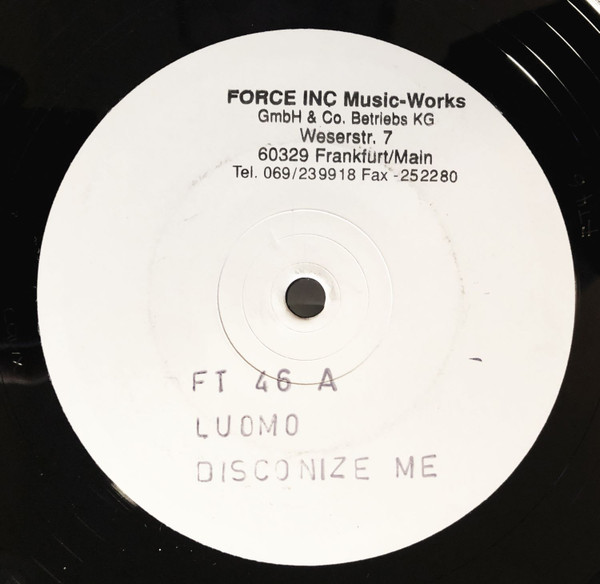 FORCE INC Music-Works
GmbH & Co. Betriebs KG
Weserstr. 7
60329 Frankfurt/Main
Tel. 069/239918 Fax -252280
FT 46 A
LUOMO
DISCONIZE ME